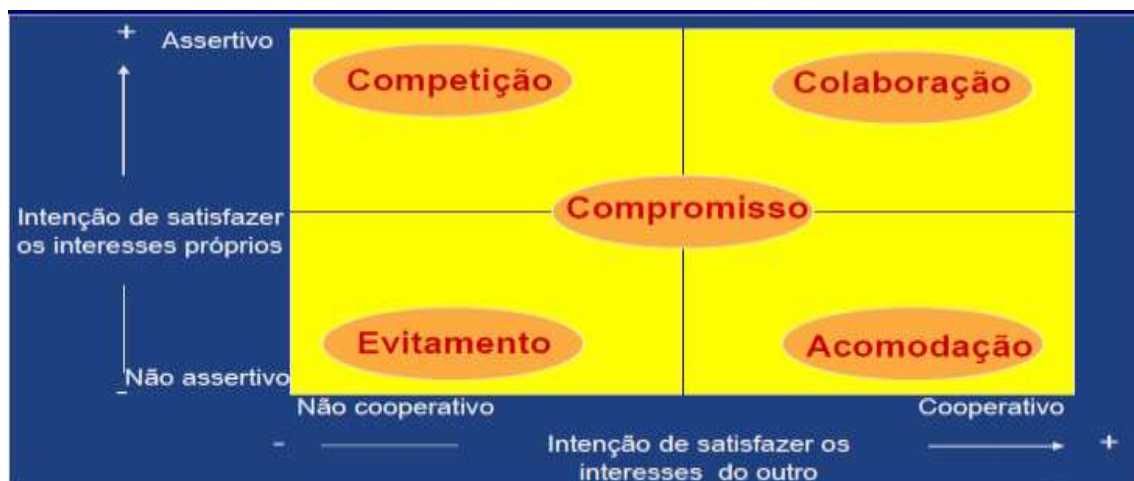 + Assertivo
Competição
Colaboração
Intenção de satisfazer
os interesses próprios
Compromisso
Evitamento
Acomodação
Não assertivo
-
Não cooperativo
Cooperativo
- Intenção de satisfazer os +
interesses do outro